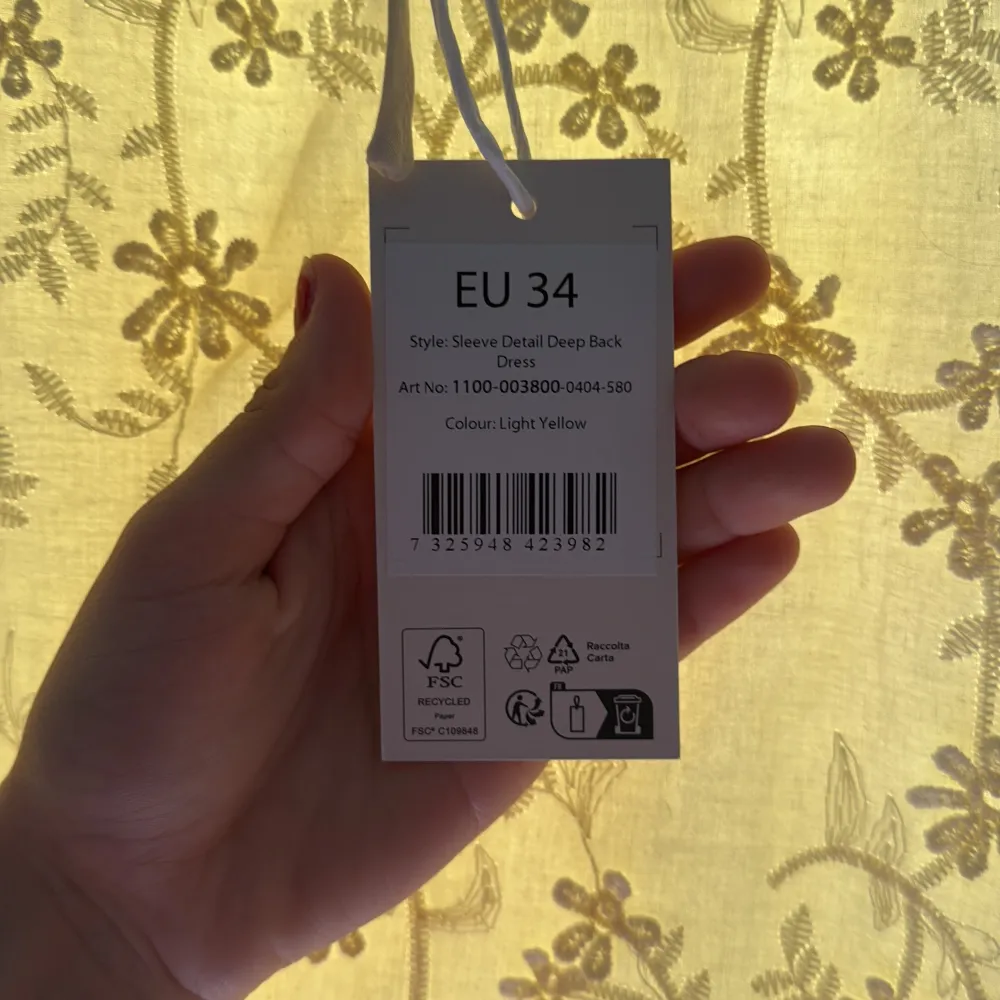 EU 34
Style: Sleeve Detail Deep Back
Dress
Art No: 1100-003800-0404-580
Colour: Light Yellow
7 325948 423982
FSC®
RECYCLED
Paper
FSC® C109848
21
PAP
Raccolta
Carta
FR